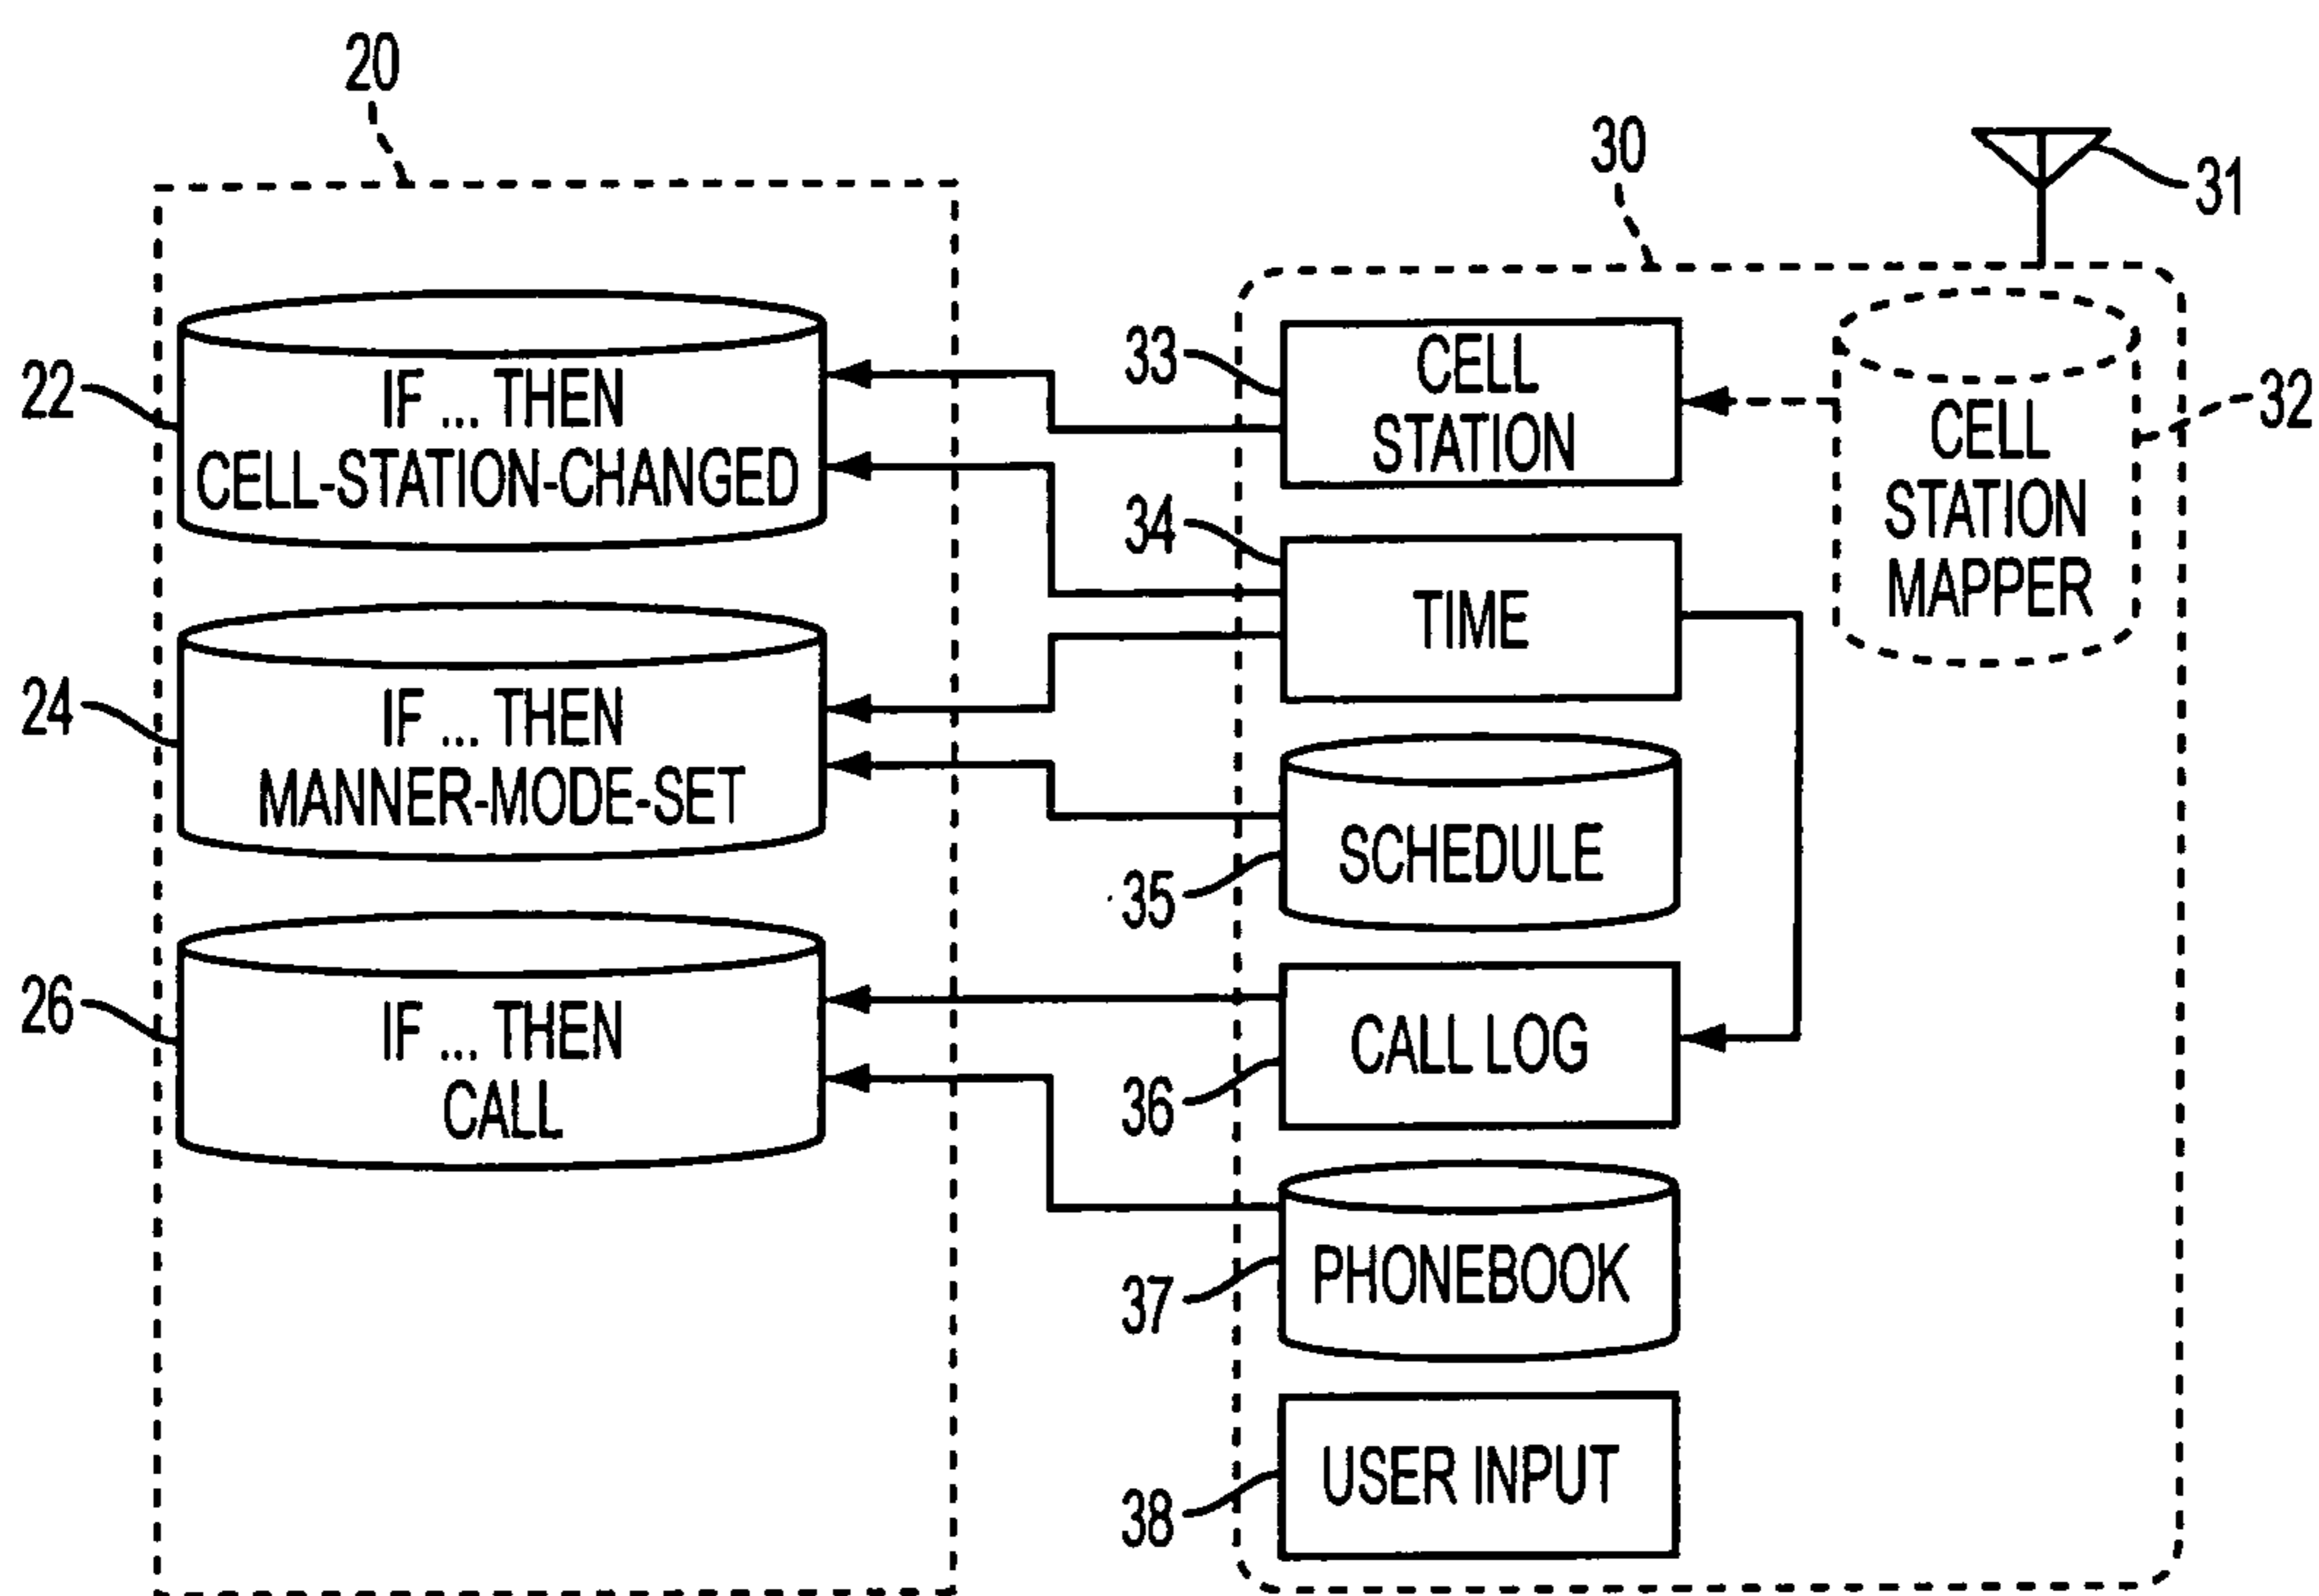 20
30
31
22
IF ... THEN
CELL-STATION-CHANGED
33
CELL
STATION
32
CELL
STATION
MAPPER
34
TIME
24
IF ... THEN
MANNER-MODE-SET
35
SCHEDULE
26
IF ... THEN
CALL
36
CALL LOG
37
PHONEBOOK
38
USER INPUT